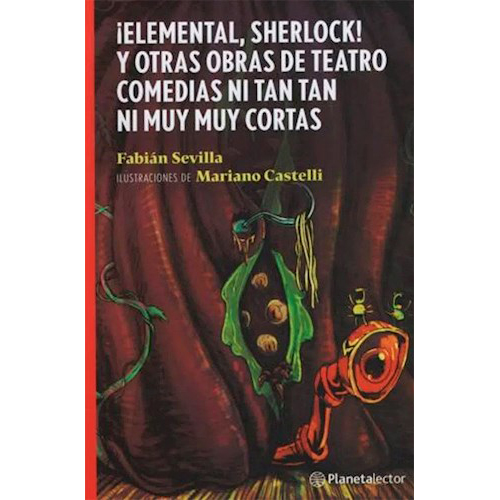 ¡ELEMENTAL, SHERLOCK!
Y OTRAS OBRAS DE TEATRO
COMEDIAS NI TAN TAN
NI MUY MUY CORTAS
Fabián Sevilla
ILUSTRACIONES DE Mariano Castelli
Planetalector